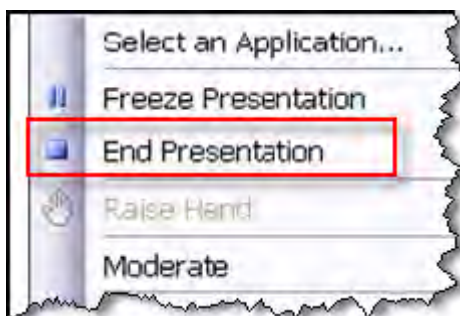 Select an Application...
Freeze Presentation
End Presentation
Raise Hand
Moderate